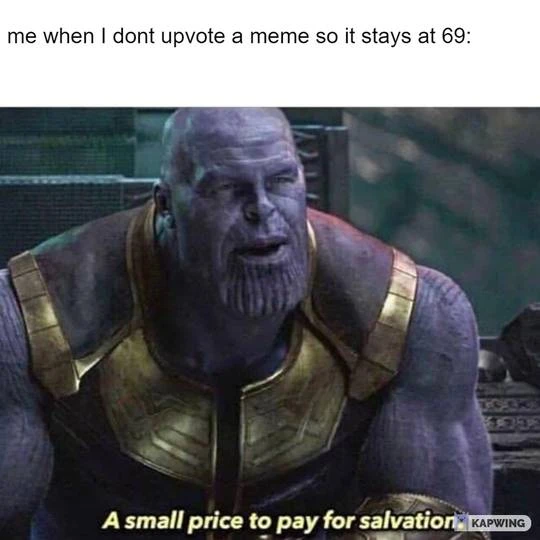 me when I dont upvote a meme so it stays at 69:
A small price to pay for salvation
KAPWING